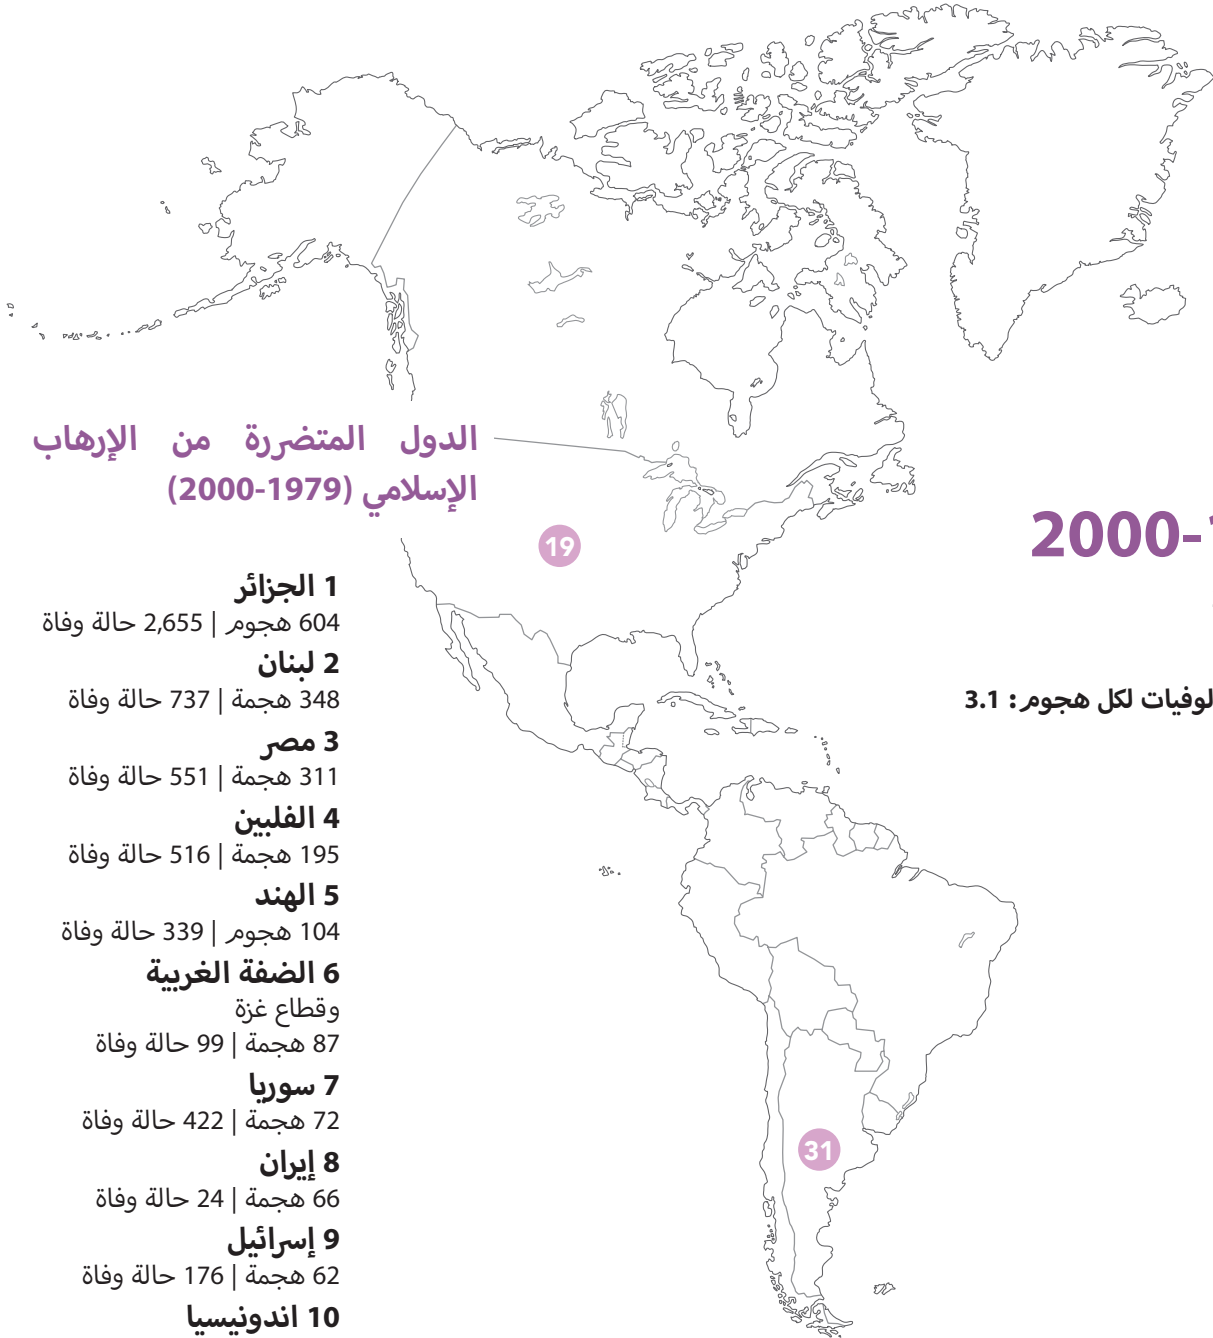 الدول المتضررة من الإرهاب
الإسلامي (1979-2000)
19
2000-
1 الجزائر
604 هجوم | 2,655 حالة وفاة
2 لبنان
348 هجمة | 737 حالة وفاة
لوفيات لكل هجوم: 3.1
3 مصر
311 هجمة | 551 حالة وفاة
4 الفلبين
195 هجمة | 516 حالة وفاة
5 الهند
104 هجوم | 339 حالة وفاة
6 الضفة الغربية
وقطاع غزة
87 هجمة | 99 حالة وفاة
7 سوريا
72 هجمة | 422 حالة وفاة
31
8 إيران
66 هجمة | 24 حالة وفاة
9 إسرائيل
62 هجمة | 176 حالة وفاة
10 اندونيسيا